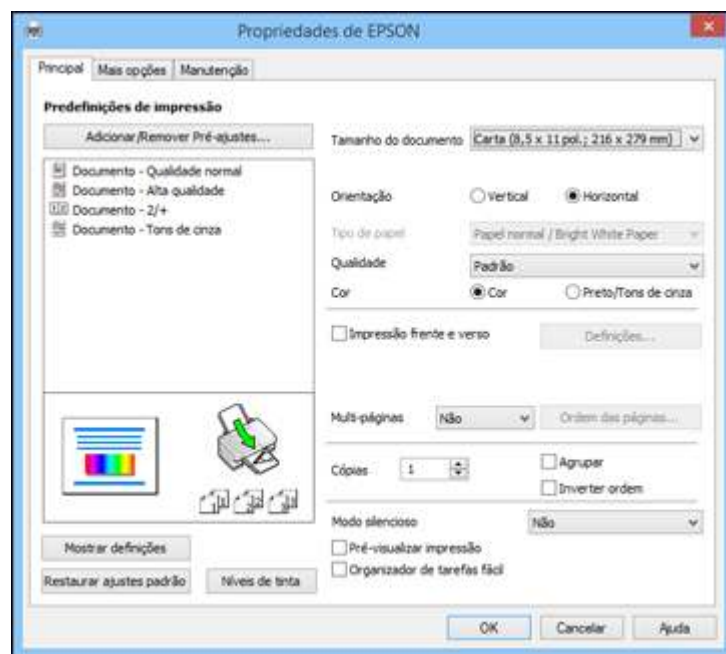 Propriedades de EPSON
Principal
Mais opções
Manutenção
Predefinições de impressão
Adicionar/Remover Pré-ajustes...
Documento - Qualidade normal
Documento - Alta qualidade
Documento - 2/+
Documento - Tons de cinza
Mostrar definições
Restaurar ajustes padrão
Níveis de tinta
Tamanho do documento
Carta (8,5 x 11 pol.; 216 x 279 mm)
Orientação
Vertical
Horizontal
Tipo de papel
Papel normal / Bright White Paper
Qualidade
Padrão
Cor
Cor
Preto/Tons de cinza
Impressão frente e verso
Definições...
Multi-páginas
Não
Ordem das páginas...
Cópias
1
Agrupar
Inverter ordem
Modo silencioso
Não
Pré-visualizar impressão
Organizador de tarefas fácil
OK
Cancelar
Ajuda